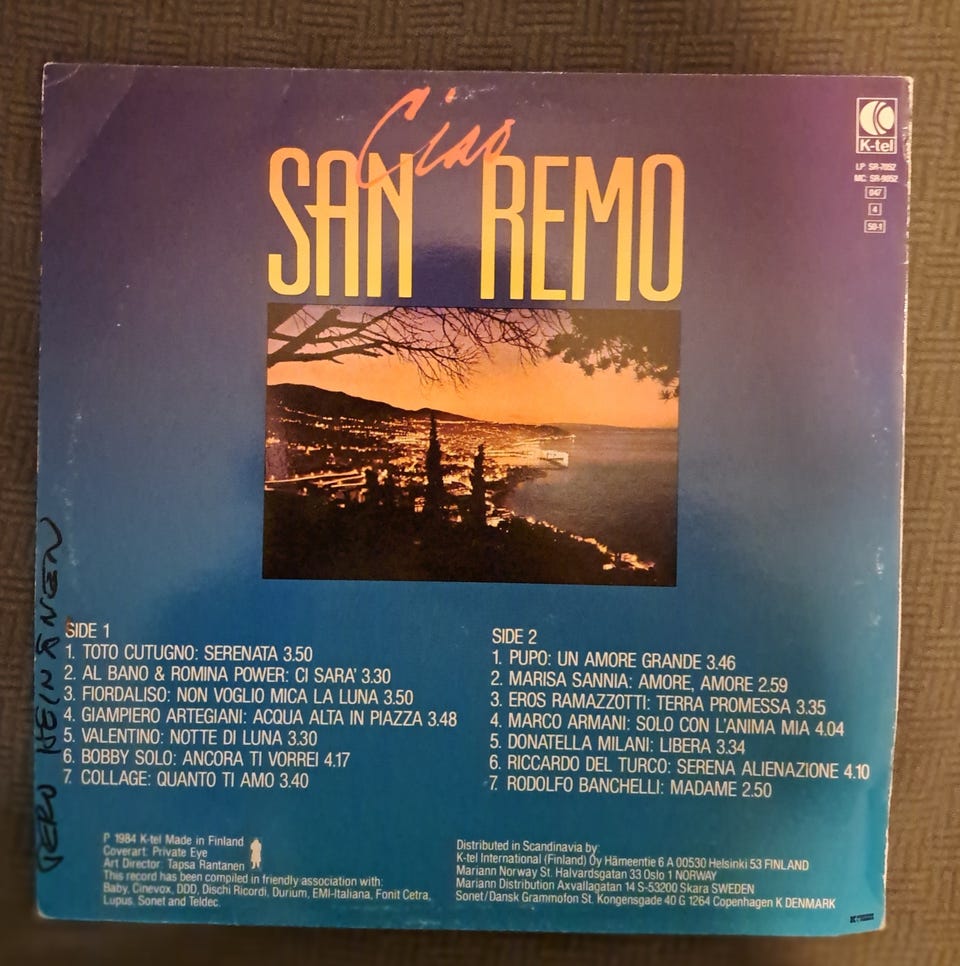 Ciao
SAN REMO
K-tel
LP SR-7052
MC SR-9052
047
4
50-1
SIDE 1
1. TOTO CUTUGNO: SERENATA 3.50
2. AL BANO & ROMINA POWER: CI SARA' 3.30
3. FIORDALISO: NON VOGLIO MICA LA LUNA 3.50
4. GIAMPIERO ARTEGIANI: ACQUA ALTA IN PIAZZA 3.48
5. VALENTINO: NOTTE DI LUNA 3.30
6. BOBBY SOLO: ANCORA TI VORREI 4.17
7. COLLAGE: QUANTO TI AMO 3.40
SIDE 2
1. PUPO: UN AMORE GRANDE 3.46
2. MARISA SANNIA: AMORE, AMORE 2.59
3. EROS RAMAZZOTTI: TERRA PROMESSA 3.35
4. MARCO ARMANI: SOLO CON L'ANIMA MIA 4.04
5. DONATELLA MILANI: LIBERA 3.34
6. RICCARDO DEL TURCO: SERENA ALIENAZIONE 4.10
7. RODOLFO BANCHELLI: MADAME 2.50
PERO HEINÄNEN
P 1984 K-tel Made in Finland
Coverart: Private Eye
Art Director: Tapsa Rantanen
This record has been compiled in friendly association with:
Baby, Cinevox, DDD, Dischi Ricordi, Durium, EMI-Italiana, Fonit Cetra,
Lupus, Sonet and Teldec.
Distributed in Scandinavia by:
K-tel International (Finland) Oy Hämeentie 6 A 00530 Helsinki 53 FINLAND
Mariann Norway St. Halvardsgatan 33 Oslo 1 NORWAY
Mariann Distribution Axvallagatan 14 S-53200 Skara SWEDEN
Sonet/Dansk Grammofon St. Kongensgade 40 G 1264 Copenhagen K DENMARK